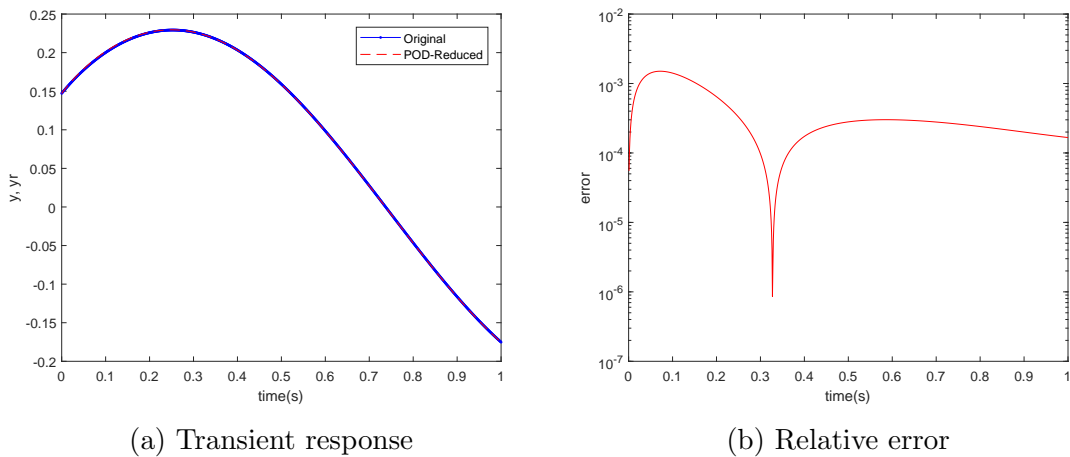 0.25
0.2
0.15
0.1
0.05
0
-0.05
-0.1
-0.15
-0.2
y, yr
Original
POD-Reduced
0 0.1 0.2 0.3 0.4 0.5 0.6 0.7 0.8 0.9 1
time(s)
(a) Transient response
10^-2
10^-3
10^-4
10^-5
10^-6
10^-7
error
0 0.1 0.2 0.3 0.4 0.5 0.6 0.7 0.8 0.9 1
time(s)
(b) Relative error